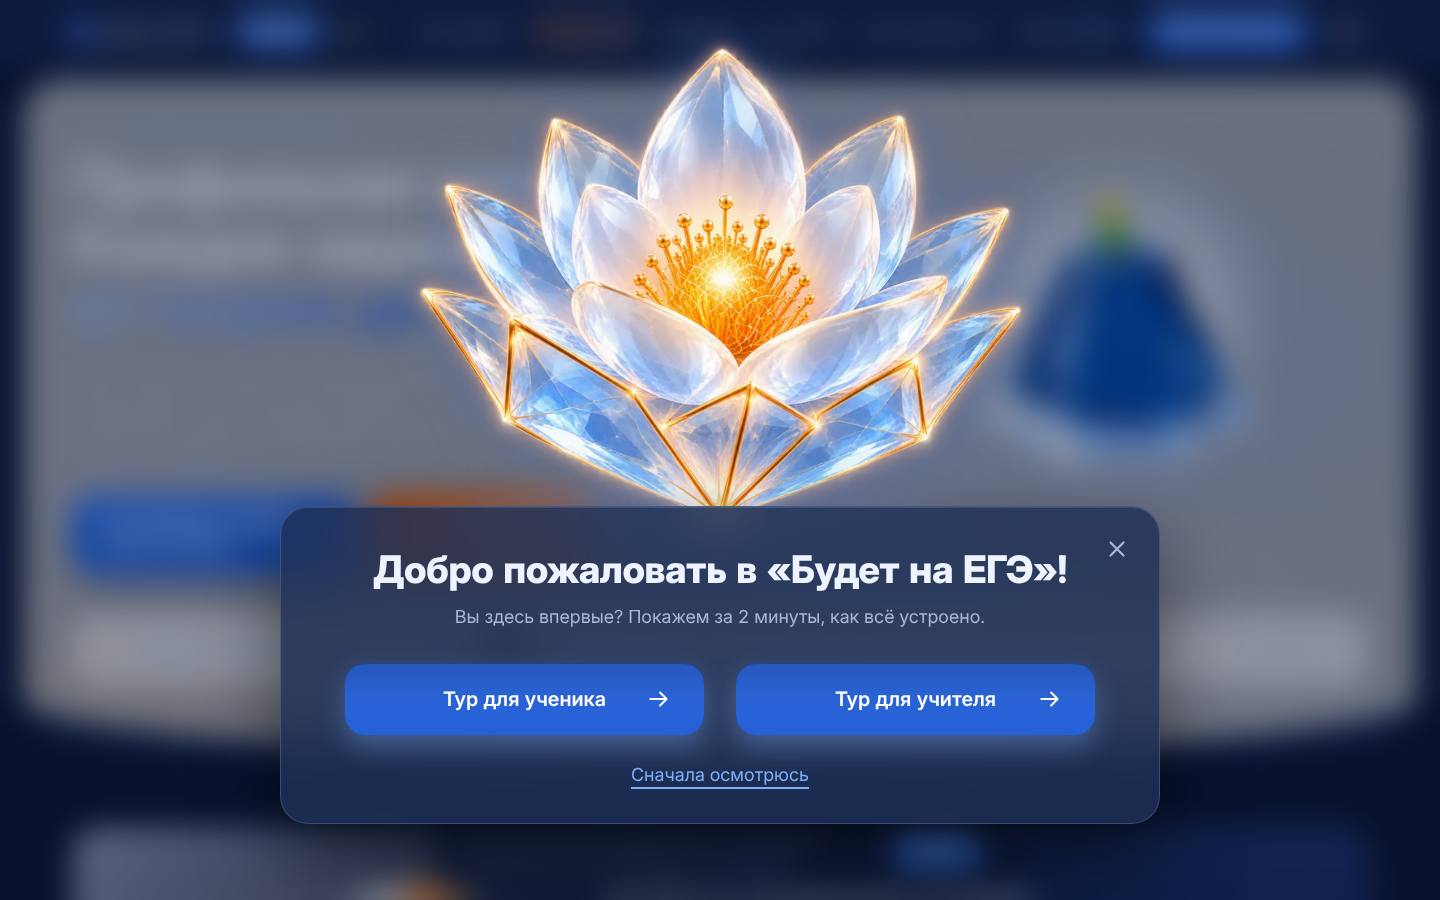 Добро пожаловать в «Будет на ЕГЭ»!
Вы здесь впервые? Покажем за 2 минуты, как всё устроено.
Тур для ученика →
Тур для учителя →
Сначала осмотрюсь